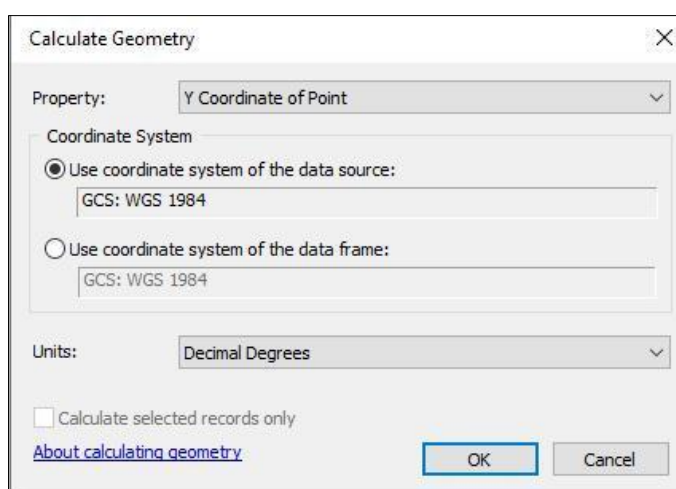 Calculate Geometry
Property: Y Coordinate of Point
Coordinate System
Use coordinate system of the data source:
GCS: WGS 1984
Use coordinate system of the data frame:
GCS: WGS 1984
Units: Decimal Degrees
Calculate selected records only
About calculating geometry OK Cancel